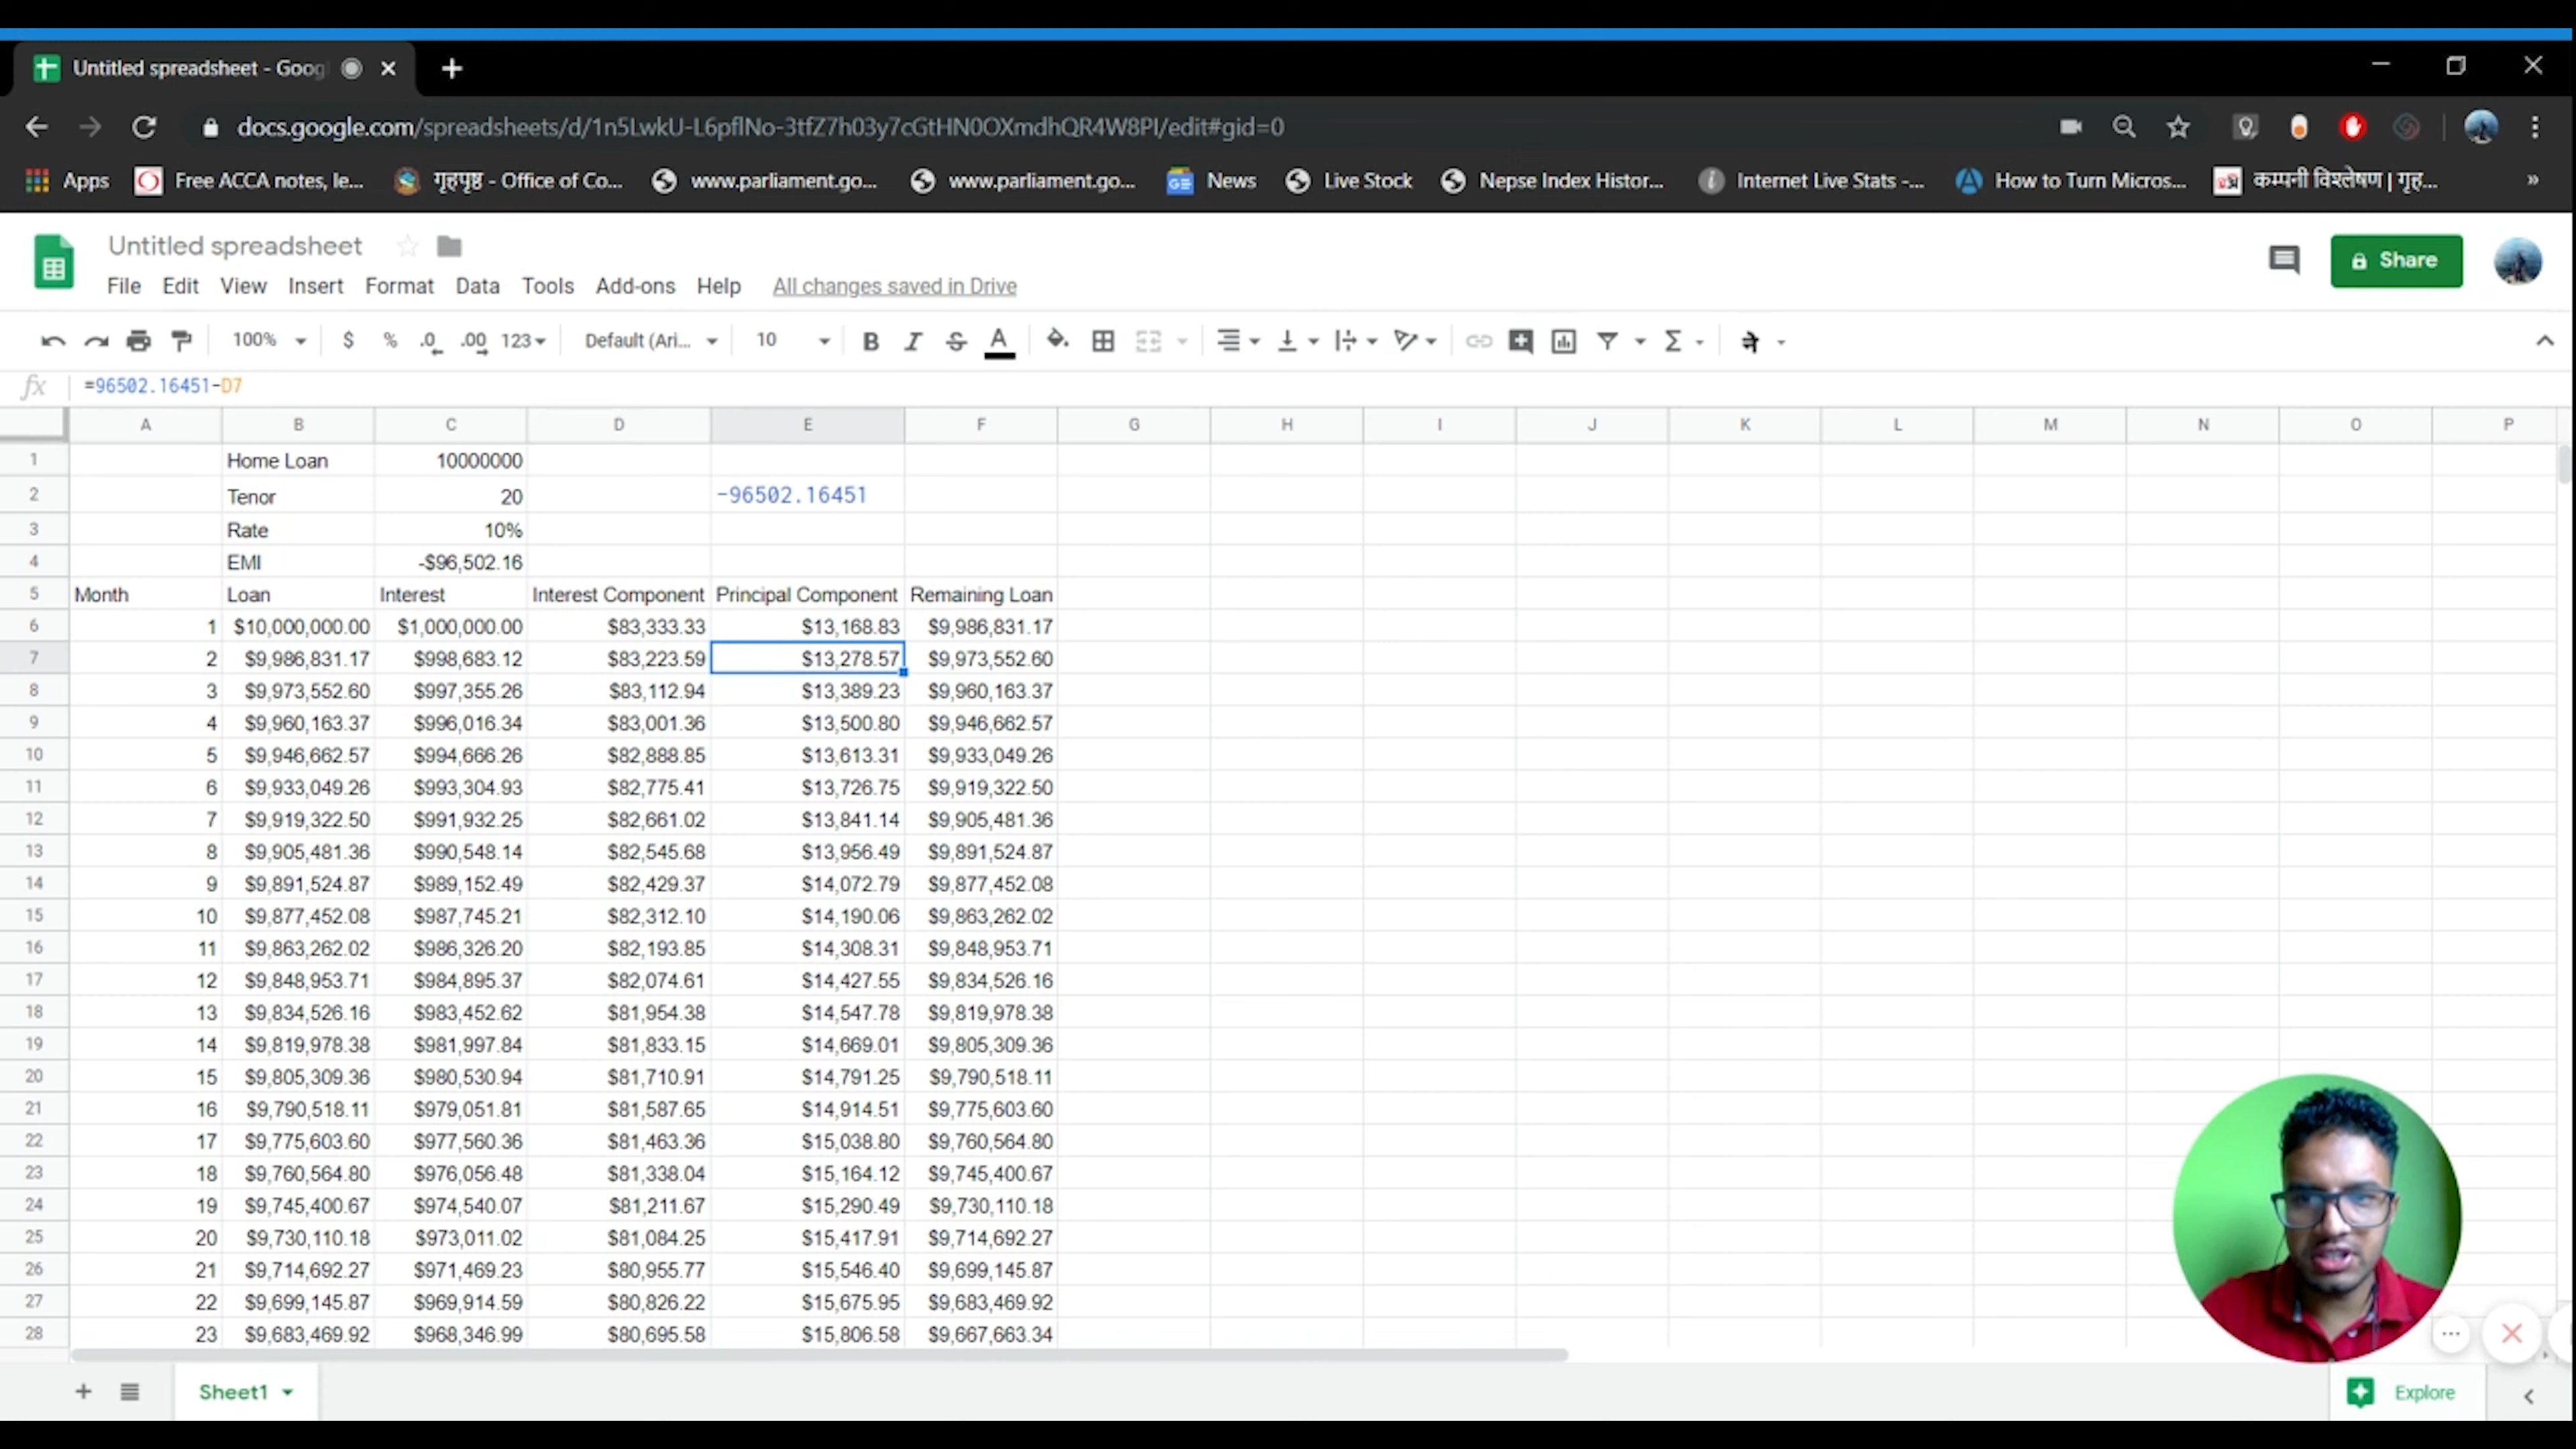 Untitled spreadsheet - Goog
docs.google.com/spreadsheets/d/1n5LwkU-L6pflNo-3tfZ7h03y7cGtHN0OXmdhQR4W8PI/edit#gid=0
Apps Free ACCA notes, le... गृहपृष्ठ - Office of Co... www.parliament.go... www.parliament.go... News Live Stock Nepse Index Histor... Internet Live Stats -... How to Turn Micros... कम्पनी विश्लेषण | गृह... »
Untitled spreadsheet
Share
File Edit View Insert Format Data Tools Add-ons Help All changes saved in Drive
100% $ % .0 .00 123 Default (Ari... 10 B I S A Σ ने
fx =96502.16451-D7
A B C D E F G H I J K L M N O P
1 Home Loan 10000000
2 Tenor 20 -96502.16451
3 Rate 10%
4 EMI -$96,502.16
5 Month Loan Interest Interest Component Principal Component Remaining Loan
6 1 $10,000,000.00 $1,000,000.00 $83,333.33 $13,168.83 $9,986,831.17
7 2 $9,986,831.17 $998,683.12 $83,223.59 $13,278.57 $9,973,552.60
8 3 $9,973,552.60 $997,355.26 $83,112.94 $13,389.23 $9,960,163.37
9 4 $9,960,163.37 $996,016.34 $83,001.36 $13,500.80 $9,946,662.57
10 5 $9,946,662.57 $994,666.26 $82,888.85 $13,613.31 $9,933,049.26
11 6 $9,933,049.26 $993,304.93 $82,775.41 $13,726.75 $9,919,322.50
12 7 $9,919,322.50 $991,932.25 $82,661.02 $13,841.14 $9,905,481.36
13 8 $9,905,481.36 $990,548.14 $82,545.68 $13,956.49 $9,891,524.87
14 9 $9,891,524.87 $989,152.49 $82,429.37 $14,072.79 $9,877,452.08
15 10 $9,877,452.08 $987,745.21 $82,312.10 $14,190.06 $9,863,262.02
16 11 $9,863,262.02 $986,326.20 $82,193.85 $14,308.31 $9,848,953.71
17 12 $9,848,953.71 $984,895.37 $82,074.61 $14,427.55 $9,834,526.16
18 13 $9,834,526.16 $983,452.62 $81,954.38 $14,547.78 $9,819,978.38
19 14 $9,819,978.38 $981,997.84 $81,833.15 $14,669.01 $9,805,309.36
20 15 $9,805,309.36 $980,530.94 $81,710.91 $14,791.25 $9,790,518.11
21 16 $9,790,518.11 $979,051.81 $81,587.65 $14,914.51 $9,775,603.60
22 17 $9,775,603.60 $977,560.36 $81,463.36 $15,038.80 $9,760,564.80
23 18 $9,760,564.80 $976,056.48 $81,338.04 $15,164.12 $9,745,400.67
24 19 $9,745,400.67 $974,540.07 $81,211.67 $15,290.49 $9,730,110.18
25 20 $9,730,110.18 $973,011.02 $81,084.25 $15,417.91 $9,714,692.27
26 21 $9,714,692.27 $971,469.23 $80,955.77 $15,546.40 $9,699,145.87
27 22 $9,699,145.87 $969,914.59 $80,826.22 $15,675.95 $9,683,469.92
28 23 $9,683,469.92 $968,346.99 $80,695.58 $15,806.58 $9,667,663.34
Sheet1 Explore